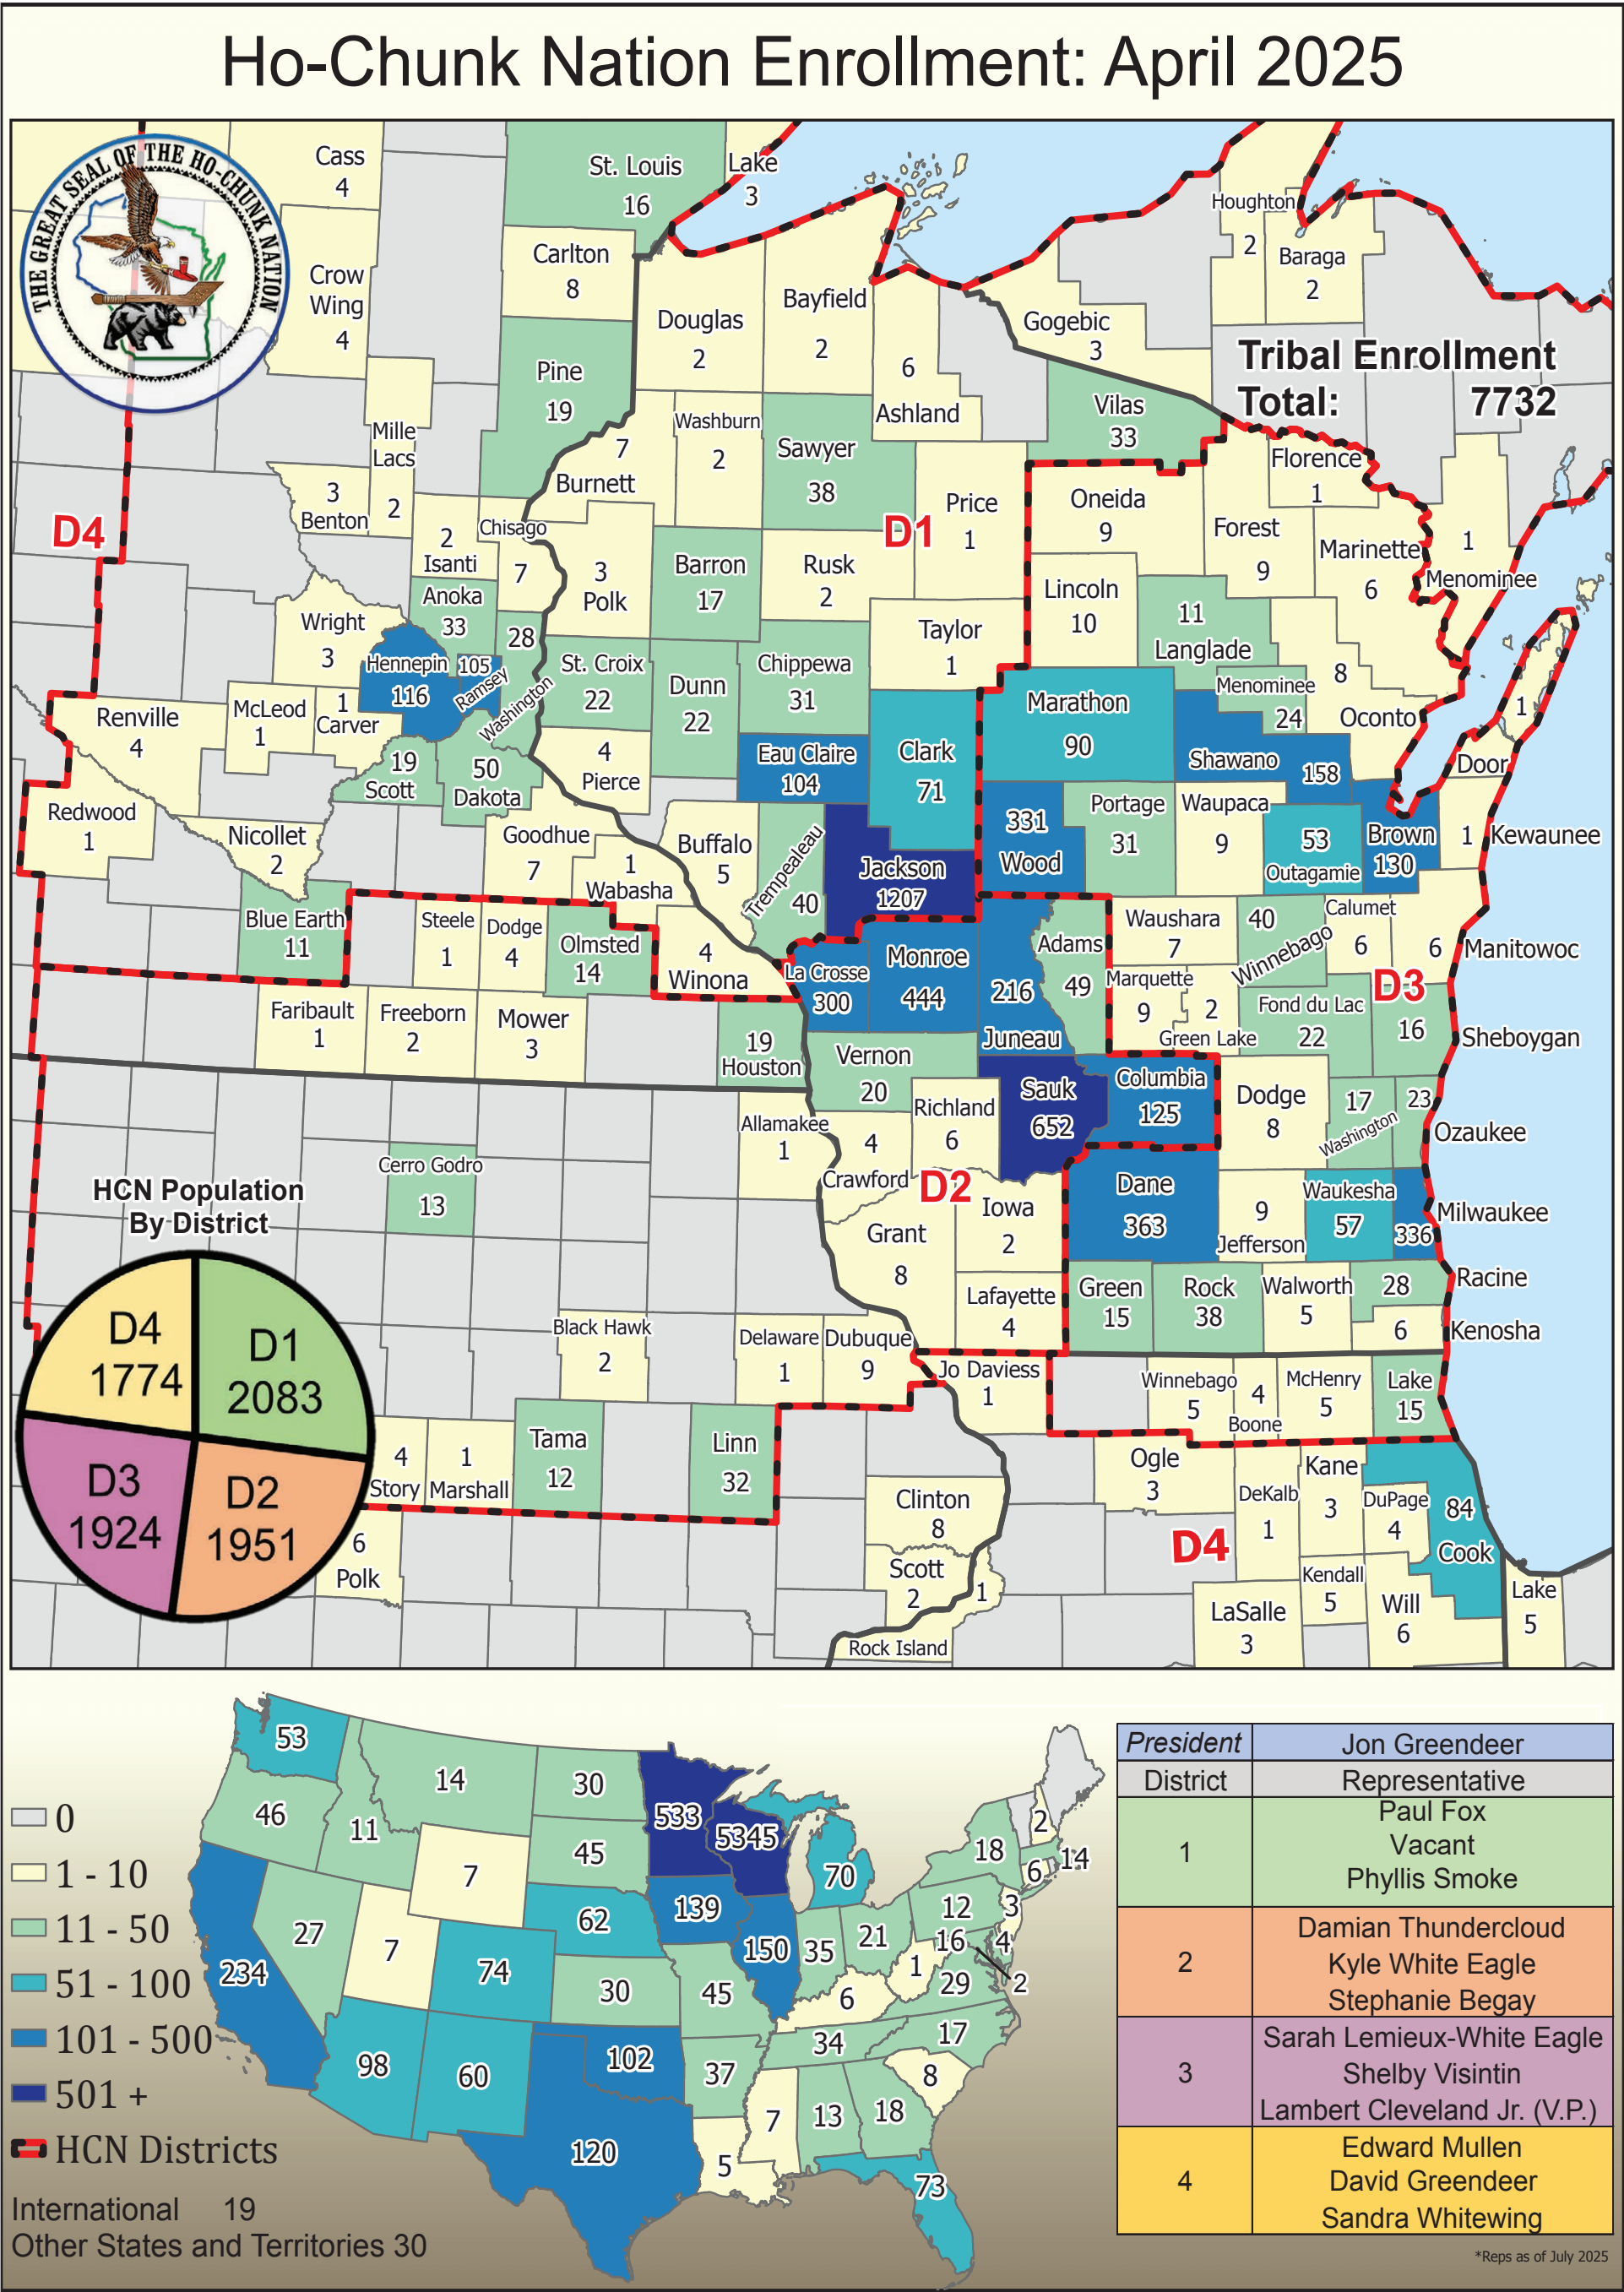 Ho-Chunk Nation Enrollment: April 2025
THE GREAT SEAL OF THE HO-CHUNK NATION
Cass
4
St. Louis
16
Lake
3
Houghton
2
Baraga
2
Crow
Wing
4
Carlton
8
Douglas
2
Bayfield
2
6
Ashland
Gogebic
3
Tribal Enrollment
Total: 7732
Pine
19
Vilas
33
Mille
Lacs
2
7
Burnett
Washburn
2
Sawyer
38
Florence
1
3
Benton
D4
2
Isanti
Chisago
7
Price
1
D1
Oneida
9
Forest
9
Marinette
6
1
Menominee
3
Polk
Barron
17
Rusk
2
Lincoln
10
Anoka
33
28
Washington
11
Langlade
Wright
3
Hennepin
116
105
Ramsey
St. Croix
22
Dunn
22
Chippewa
31
Taylor
1
Menominee
24
8
Oconto
1
Door
Renville
4
McLeod
1
1
Carver
Marathon
90
Shawano
158
19
Scott
50
Dakota
4
Pierce
Eau Claire
104
Clark
71
Redwood
1
Nicollet
2
Goodhue
7
1
Wabasha
Buffalo
5
Trempealeau
40
Jackson
1207
331
Wood
Portage
31
Waupaca
9
53
Outagamie
Brown
130
1
Kewaunee
Blue Earth
11
Steele
1
Dodge
4
Olmsted
14
4
Winona
La Crosse
300
Monroe
444
216
Juneau
Adams
49
Waushara
7
40
Winnebago
Calumet
6
6
Manitowoc
D3
Marquette
9
2
Green Lake
Fond du Lac
22
16
Sheboygan
Faribault
1
Freeborn
2
Mower
3
19
Houston
Vernon
20
Richland
6
Sauk
652
Columbia
125
Dodge
8
17
Washington
23
Ozaukee
Allamakee
1
4
Crawford
D2
Cerro Godro
13
HCN Population
By District
D4
1774
D1
2083
D3
1924
D2
1951
Iowa
2
Grant
8
Dane
363
9
Jefferson
Waukesha
57
336
Milwaukee
Lafayette
4
Green
15
Rock
38
Walworth
5
28
Racine
6
Kenosha
Black Hawk
2
Delaware
1
Dubuque
9
Jo Daviess
1
Winnebago
5
4
Boone
McHenry
5
Lake
15
4
Story
1
Marshall
Tama
12
Linn
32
6
Polk
Clinton
8
Scott
2
1
Rock Island
Ogle
3
D4
DeKalb
1
Kane
3
DuPage
4
84
Cook
LaSalle
3
Kendall
5
Will
6
Lake
5
0
1 - 10
11 - 50
51 - 100
101 - 500
501 +
HCN Districts
International 19
Other States and Territories 30
53
46
11
14
30
533
5345
70
45
7
234
27
7
74
62
139
150
35
21
30
45
98
60
102
120
37
5
7
13
18
8
17
34
6
1
29
16
12
18
2
14
6
3
4
2
73
President Jon Greendeer
District Representative
1
Paul Fox
Vacant
Phyllis Smoke
2
Damian Thundercloud
Kyle White Eagle
Stephanie Begay
3
Sarah Lemieux-White Eagle
Shelby Visintin
Lambert Cleveland Jr. (V.P.)
4
Edward Mullen
David Greendeer
Sandra Whitewing
*Reps as of July 2025